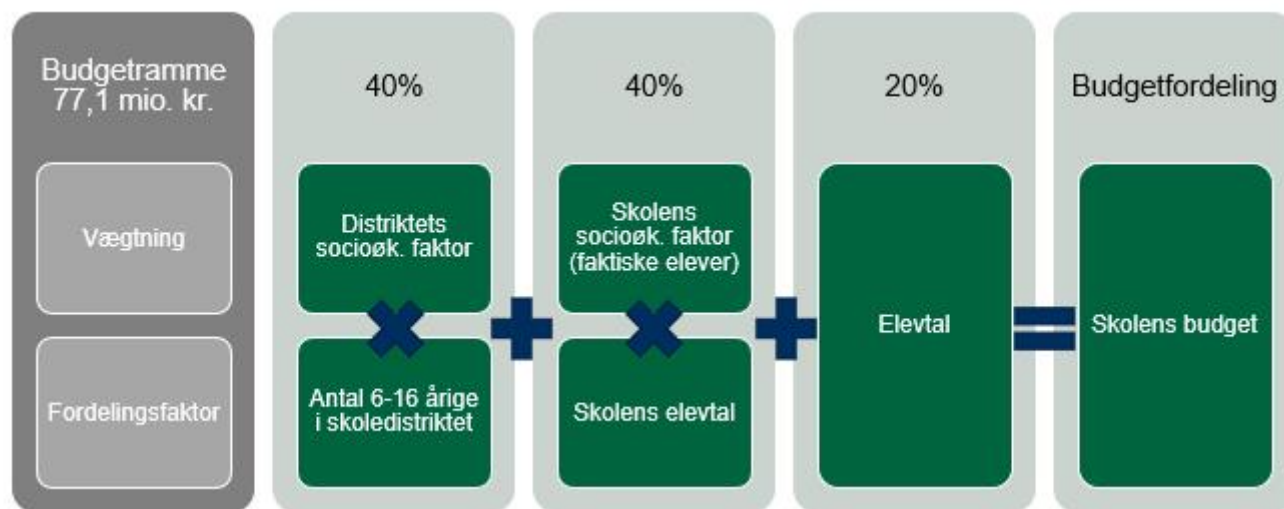 Budgetramme
77,1 mio. kr.
Vægtning
Fordelingsfaktor
40%
Distriktets
socioøk. faktor
Antal 6-16 årige
i skoledistriktet
40%
Skolens
socioøk. faktor
(faktiske elever)
Skolens elevtal
20%
Elevtal
Budgetfordeling
Skolens budget